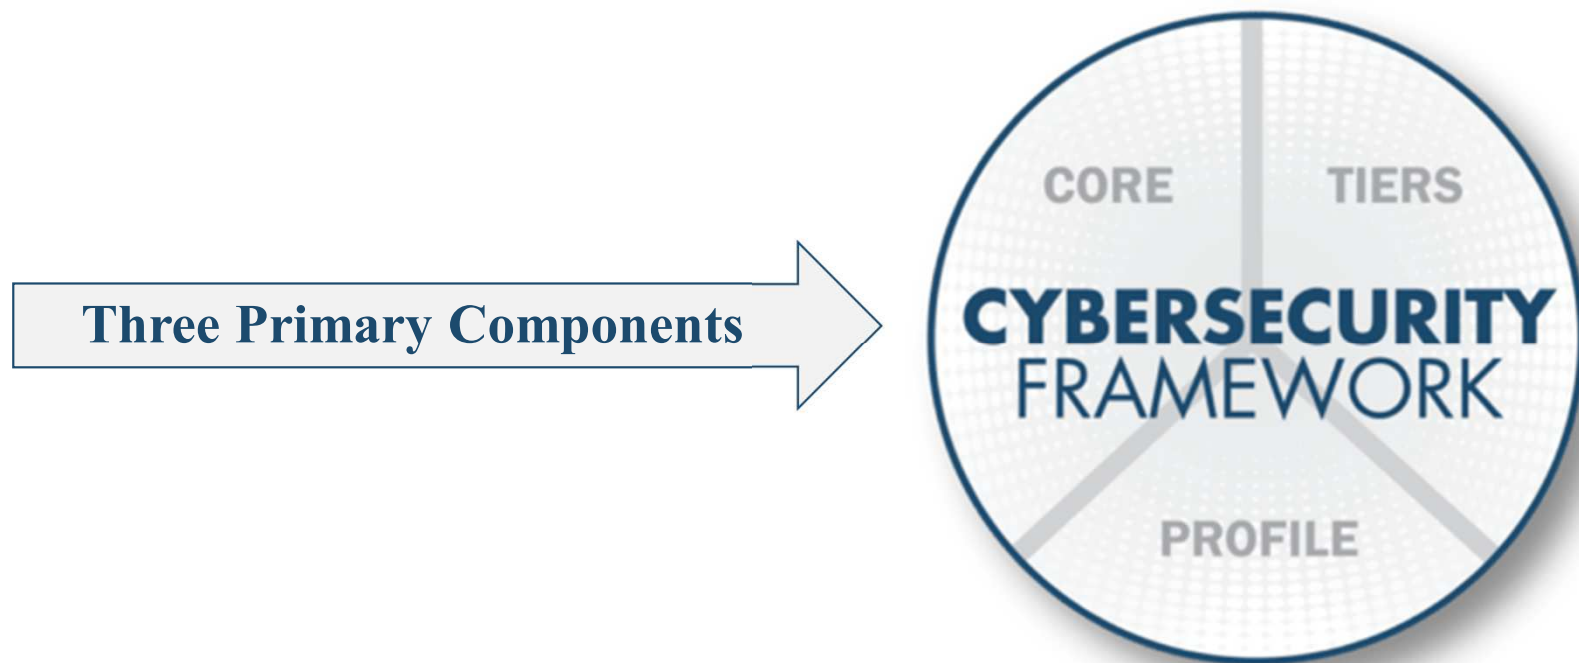 Three Primary Components
CORE
TIERS
CYBERSECURITY
FRAMEWORK
PROFILE